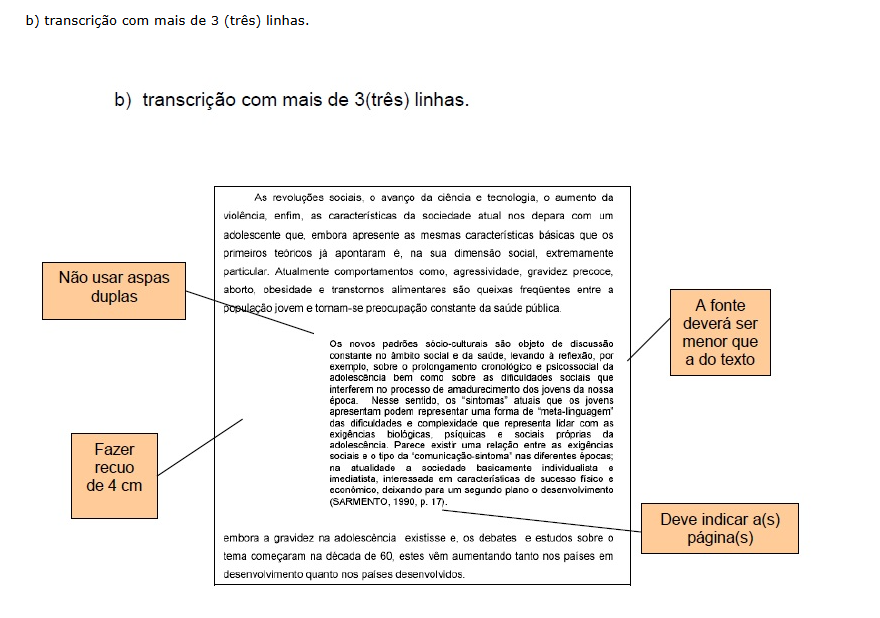 b) transcrição com mais de 3 (três) linhas.
b) transcrição com mais de 3(três) linhas.
As revoluções sociais, o avanço da ciência e tecnologia, o aumento da
violência, enfim, as características da sociedade atual nos depara com um
adolescente que, embora apresente as mesmas características básicas que os
primeiros teóricos já apontaram é, na sua dimensão social, extremamente
particular. Atualmente comportamentos como, agressividade, gravidez precoce,
aborto, obesidade e transtornos alimentares são queixas freqüentes entre a
população jovem e tornam-se preocupação constante da saúde pública.
Não usar aspas
duplas
A fonte
deverá ser
menor que
a do texto
Os novos padrões sócio-culturais são objeto de discussão
constante no âmbito social e da saúde, levando à reflexão, por
exemplo, sobre o prolongamento cronológico e psicossocial da
adolescência bem como sobre as dificuldades sociais que
interferem no processo de amadurecimento dos jovens da nossa
época. Nesse sentido, os "sintomas" atuais que os jovens
apresentam podem representar uma forma de "meta-linguagem"
das dificuldades e complexidade que representa lidar com as
exigências biológicas, psíquicas e sociais próprias da
adolescência. Parece existir uma relação entre as exigências
sociais e o tipo da "comunicação-sintoma" nas diferentes épocas;
na atualidade a sociedade basicamente individualista e
imediatista, interessada em características de sucesso físico e
econômico, deixando para um segundo plano o desenvolvimento
(SARMENTO, 1990, p. 17).
Fazer
recuo
de 4 cm
Deve indicar a(s)
página(s)
embora a gravidez na adolescência existisse e, os debates e estudos sobre o
tema começaram na década de 60, estes vêm aumentando tanto nos países em
desenvolvimento quanto nos países desenvolvidos.